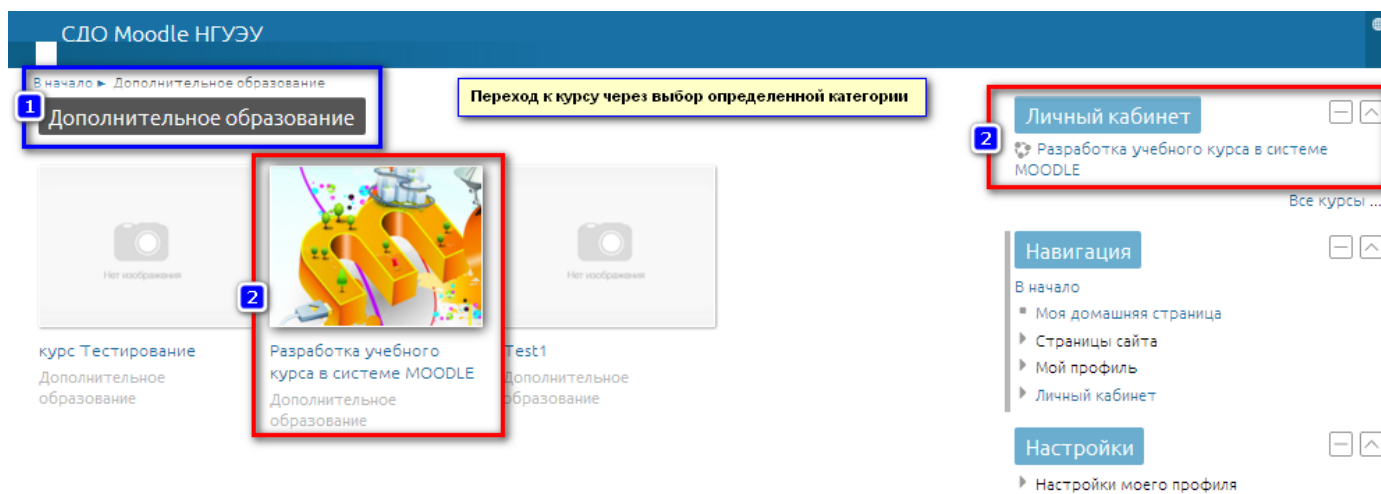 СДО Moodle НГУЭУ
В начало ► Дополнительное образование
1
Дополнительное образование
Переход к курсу через выбор определенной категории
Нет изображения
2
Нет изображения
курс Тестирование
Дополнительное
образование
Разработка учебного
курса в системе MOODLE
Дополнительное
образование
Test1
Дополнительное
образование
2
Личный кабинет
Разработка учебного курса в системе
MOODLE
Все курсы ...
Навигация
В начало
Моя домашняя страница
Страницы сайта
Мой профиль
Личный кабинет
Настройки
Настройки моего профиля